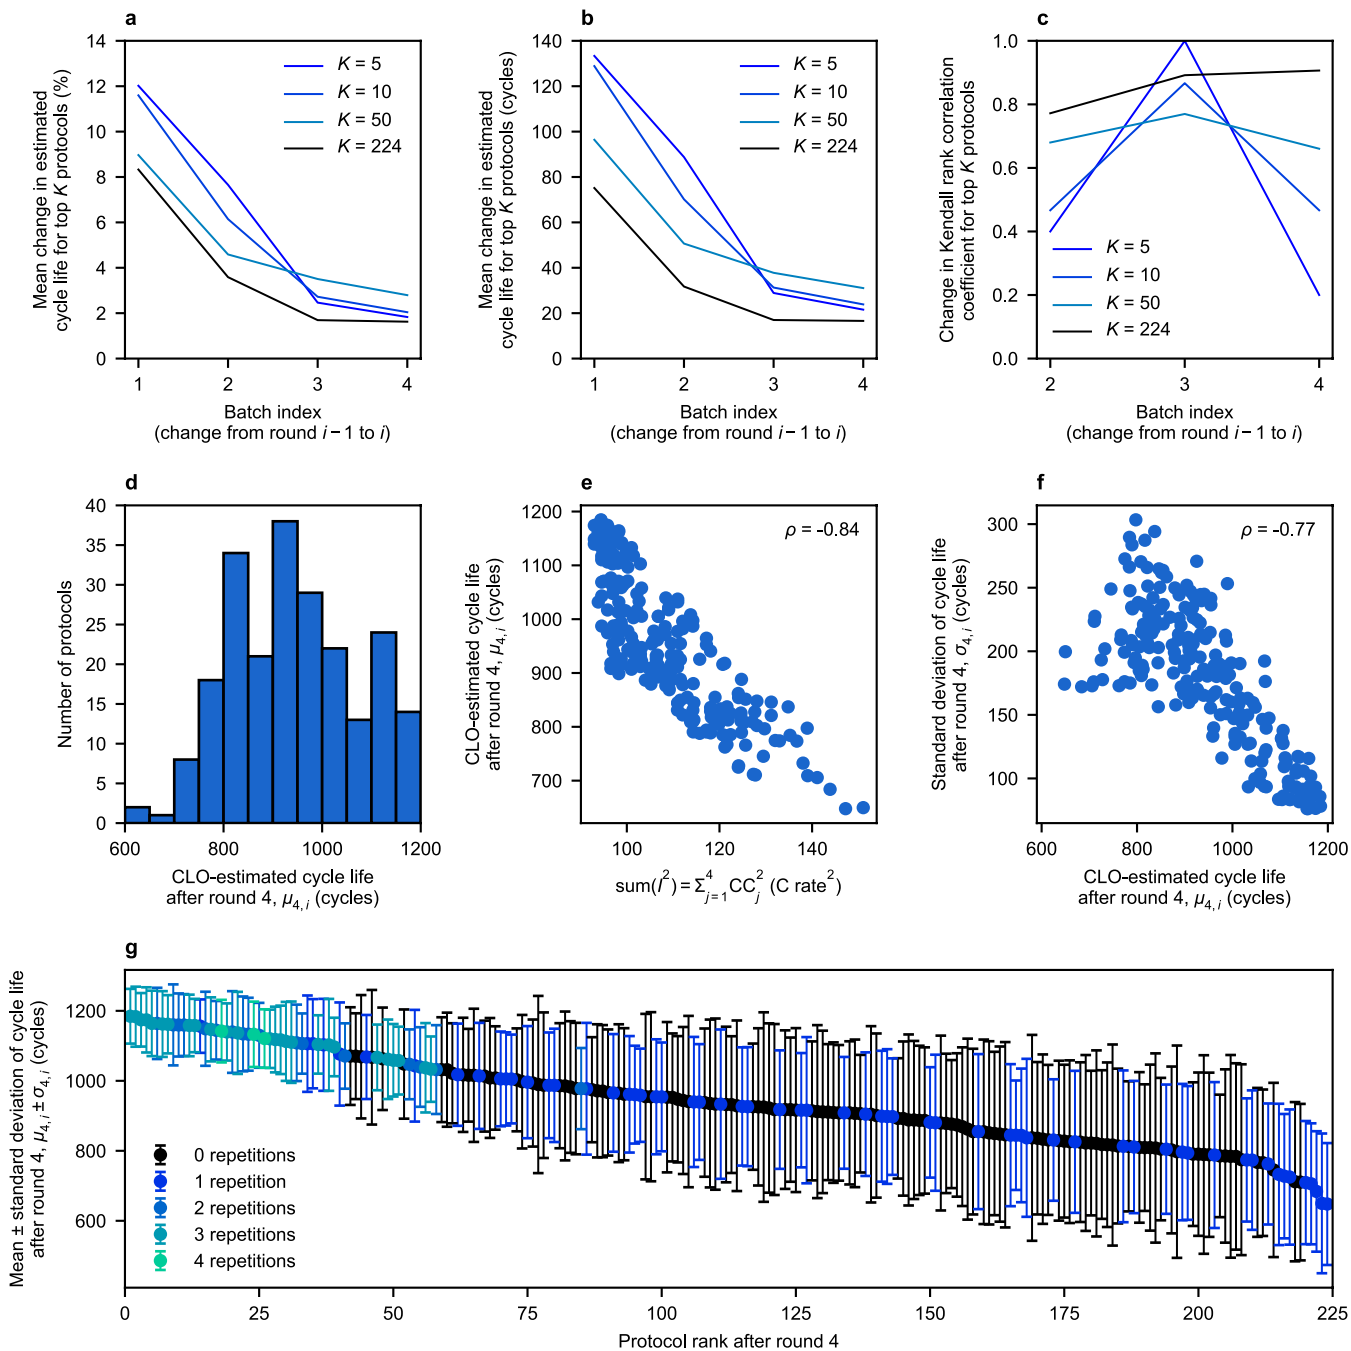 a
14
12
10
8
6
4
2
0
Mean change in estimated
cycle life for top K protocols (%)
K = 5
K = 10
K = 50
K = 224
1 2 3 4
Batch index
(change from round i – 1 to i)
b
140
120
100
80
60
40
20
0
Mean change in estimated
cycle life for top K protocols (cycles)
K = 5
K = 10
K = 50
K = 224
1 2 3 4
Batch index
(change from round i – 1 to i)
c
1.0
0.8
0.6
0.4
0.2
0.0
Change in Kendall rank correlation
coefficient for top K protocols
K = 5
K = 10
K = 50
K = 224
2 3 4
Batch index
(change from round i – 1 to i)
d
40
35
30
25
20
15
10
5
0
Number of protocols
600 800 1000 1200
CLO-estimated cycle life
after round 4, μ4, i (cycles)
e
1200
1100
1000
900
800
700
CLO-estimated cycle life
after round 4, μ4, i (cycles)
ρ = -0.84
100 120 140
sum(I²) = Σ⁴j = 1 CC²j (C rate²)
f
300
250
200
150
100
Standard deviation of cycle life
after round 4, σ4, i (cycles)
ρ = -0.77
600 800 1000 1200
CLO-estimated cycle life
after round 4, μ4, i (cycles)
g
1200
1000
800
600
Mean ± standard deviation of cycle life
after round 4, μ4, i ± σ4, i (cycles)
0 repetitions
1 repetition
2 repetitions
3 repetitions
4 repetitions
0 25 50 75 100 125 150 175 200 225
Protocol rank after round 4